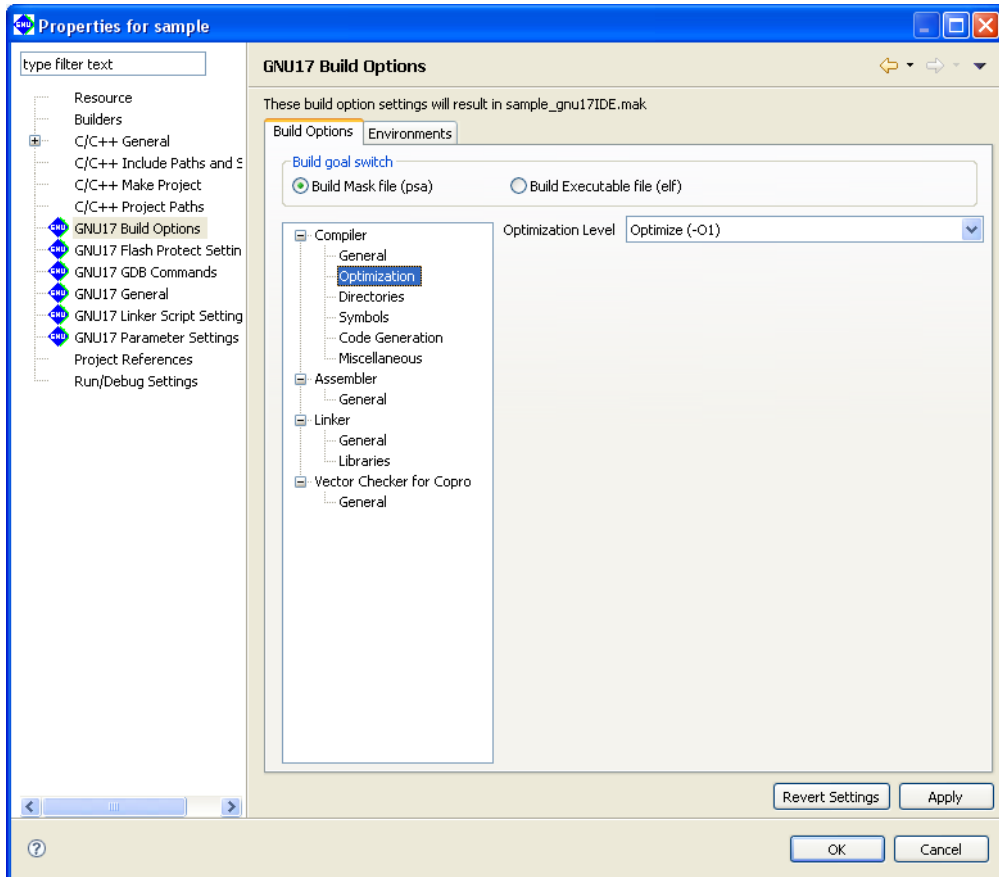 Properties for sample
type filter text
Resource
Builders
C/C++ General
C/C++ Include Paths and S
C/C++ Make Project
C/C++ Project Paths
GNU17 Build Options
GNU17 Flash Protect Settin
GNU17 GDB Commands
GNU17 General
GNU17 Linker Script Setting
GNU17 Parameter Settings
Project References
Run/Debug Settings
GNU17 Build Options
These build option settings will result in sample_gnu17IDE.mak
Build Options Environments
Build goal switch
Build Mask file (psa) Build Executable file (elf)
Compiler
General
Optimization
Directories
Symbols
Code Generation
Miscellaneous
Assembler
General
Linker
General
Libraries
Vector Checker for Copro
General
Optimization Level Optimize (-O1)
Revert Settings Apply
OK Cancel